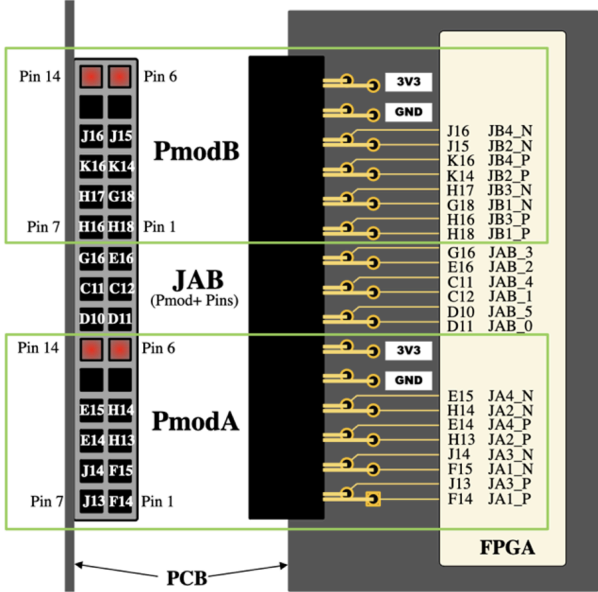 Pin 14 Pin 6 3V3
GND
J16 J15 J16 JB4_N
PmodB J15 JB2_N
K16 K14 K16 JB4_P
K14 JB2_P
H17 G18 H17 JB3_N
G18 JB1_N
Pin 7 H16 H18 Pin 1 H16 JB3_P
H18 JB1_P
G16 E16 G16 JAB_3
JAB E16 JAB_2
C11 C12 C11 JAB_4
(Pmod+ Pins) C12 JAB_1
D10 D11 D10 JAB_5
D11 JAB_0
Pin 14 Pin 6 3V3
GND
E15 H14 E15 JA4_N
PmodA H14 JA2_N
E14 H13 E14 JA4_P
H13 JA2_P
J14 F15 J14 JA3_N
F15 JA1_N
Pin 7 J13 F14 Pin 1 J13 JA3_P
F14 JA1_P
FPGA
PCB